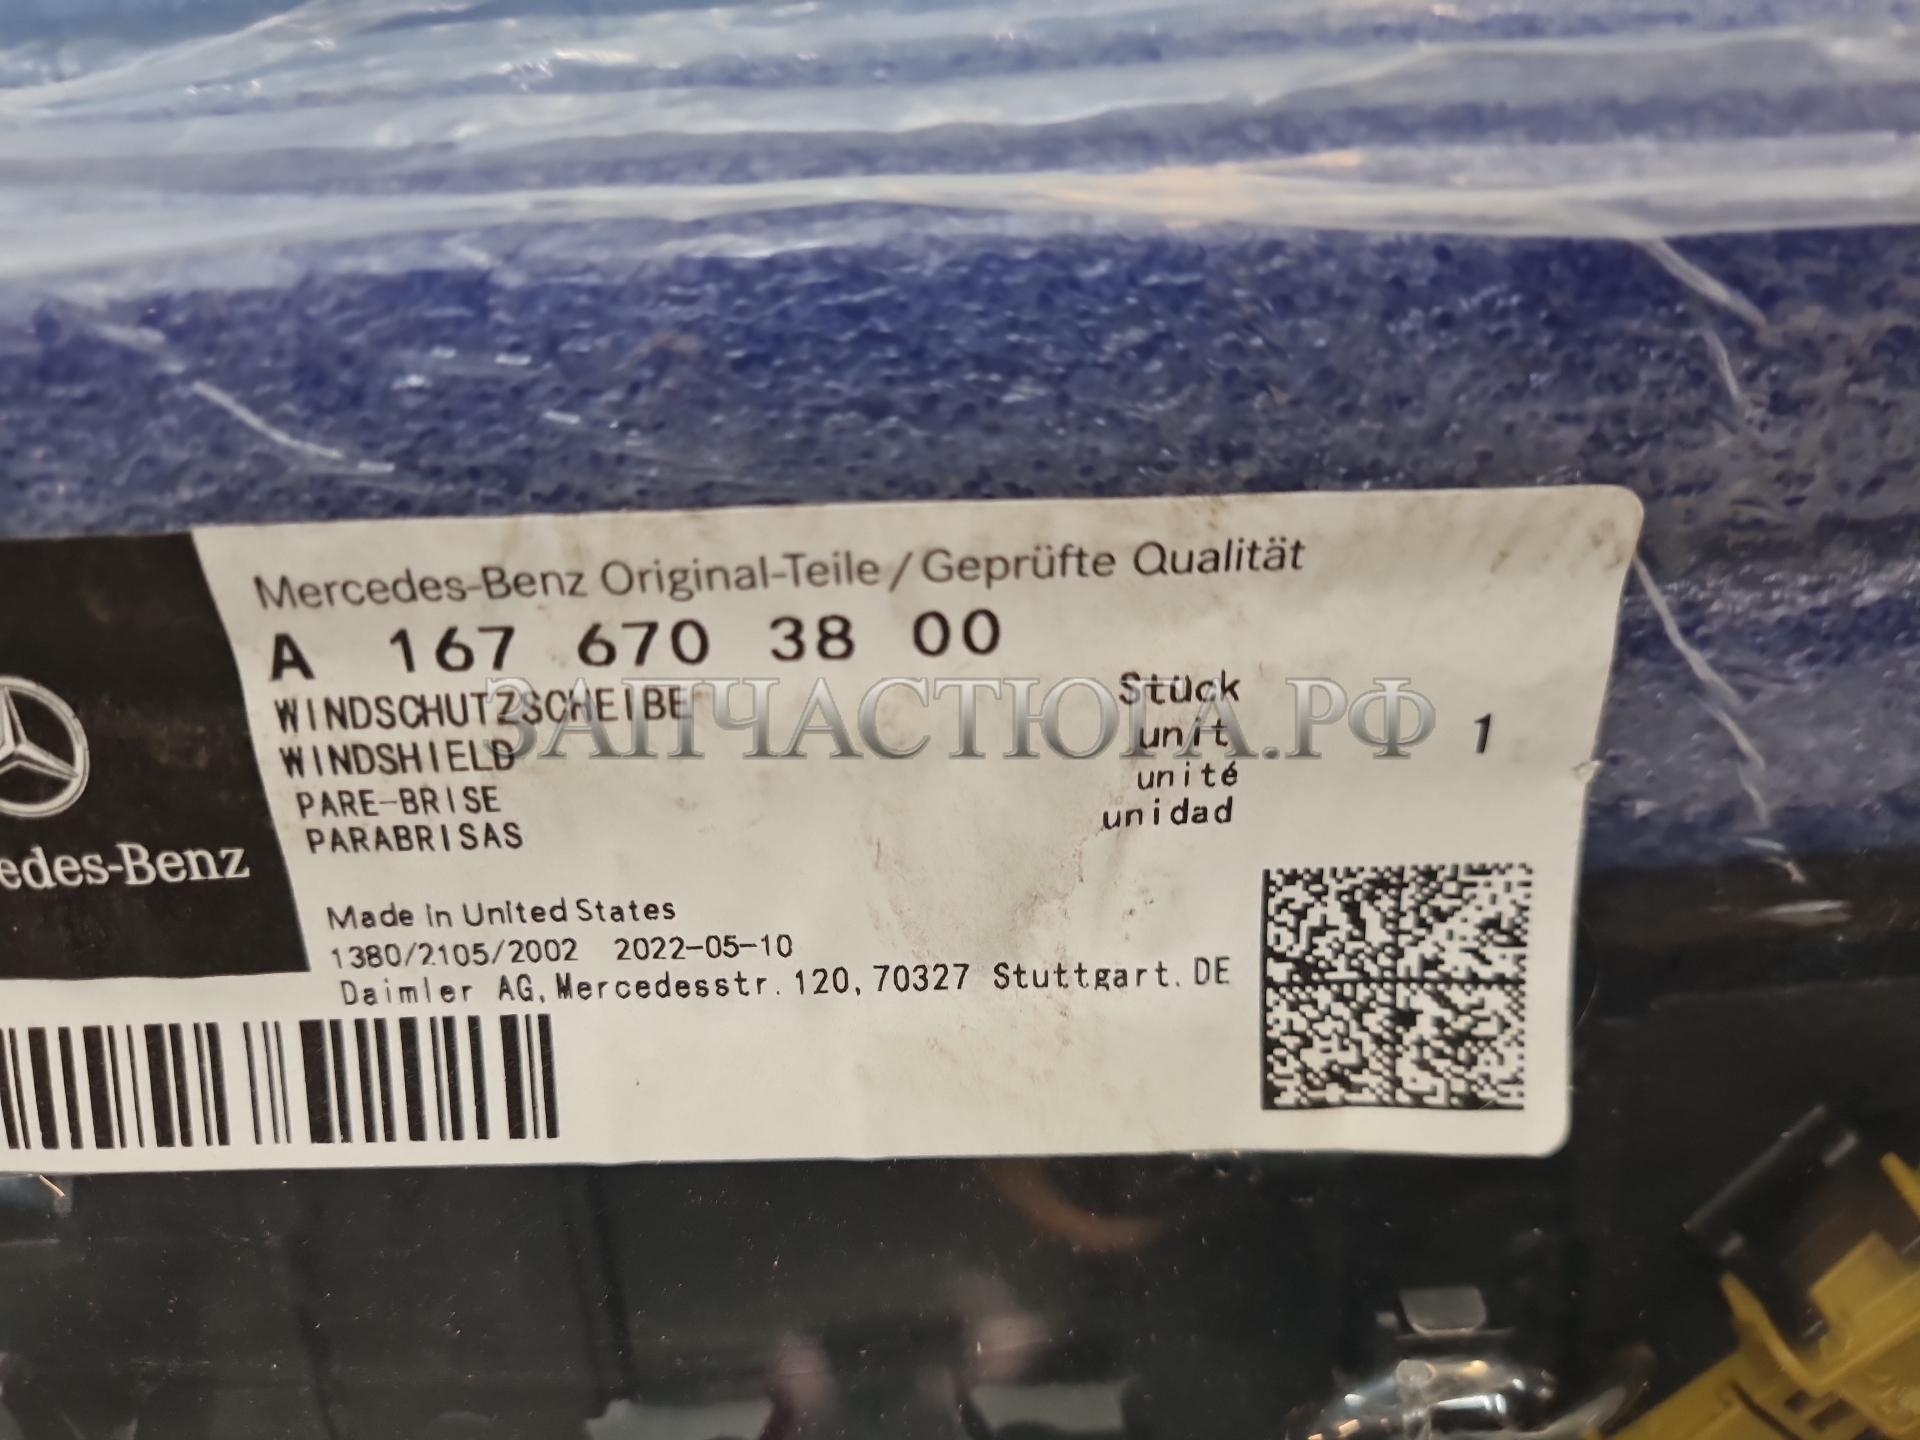 Mercedes-Benz Original-Teile / Geprüfte Qualität
A 167 670 38 00
WINDSCHUTZSCHEIBE
WINDSHIELD
PARE-BRISE
PARABRISAS
Stück
unit
unité
unidad
1
ЗАПЧАСТЮГА.РФ
edes-Benz
Made in United States
1380/2105/2002 2022-05-10
Daimler AG, Mercedesstr. 120, 70327 Stuttgart. DE